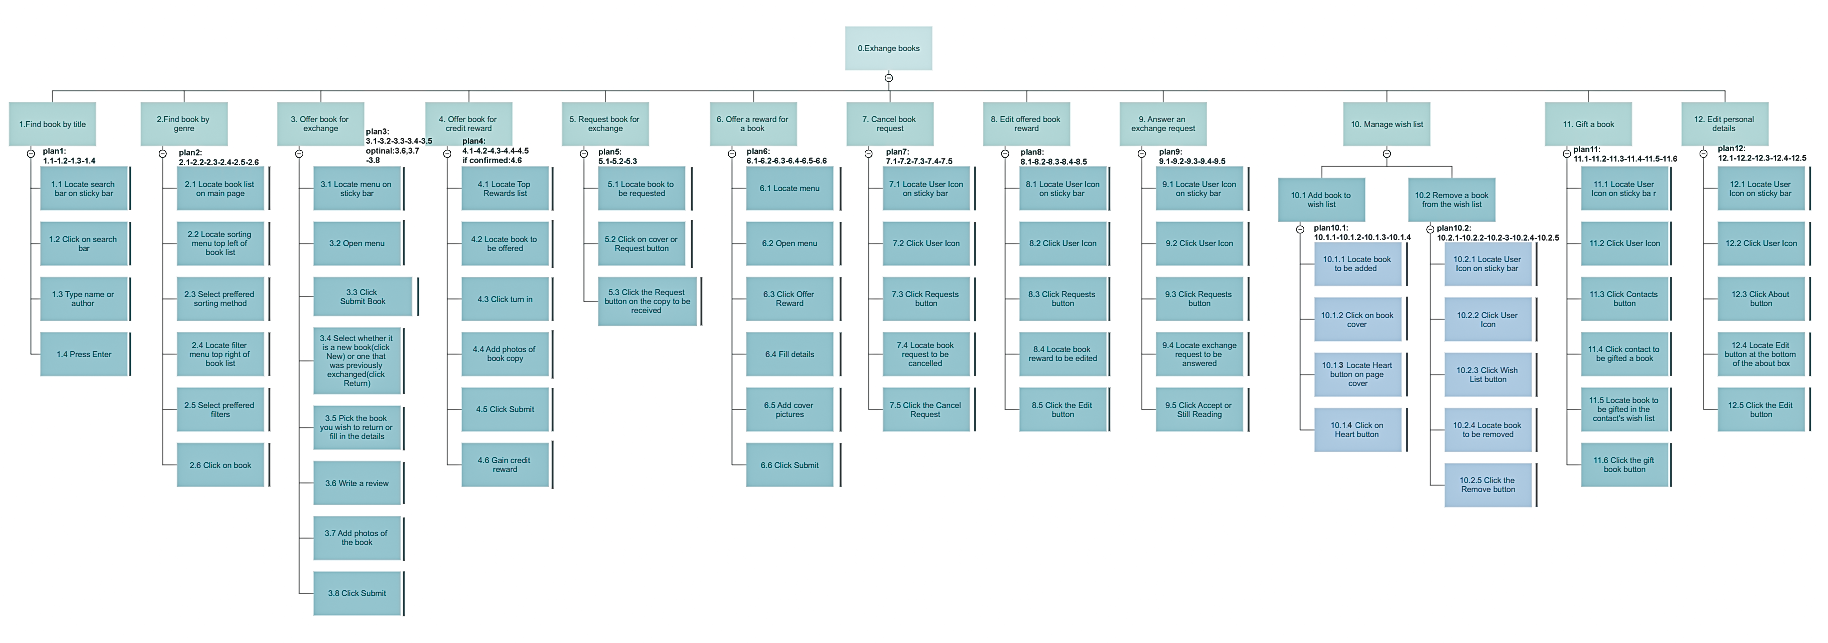 0.Exhange books
1.Find book by title
plan1:
1.1-1.2-1.3-1.4
1.1 Locate search
bar on sticky bar
1.2 Click on search
bar
1.3 Type name or
author
1.4 Press Enter
2.Find book by
genre
plan2:
2.1-2.2-2.3-2.4-2.5-2.6
2.1 Locate book list
on main page
2.2 Locate sorting
menu top left of
book list
2.3 Select preffered
sorting method
2.4 Locate filter
menu top right of
book list
2.5 Select preffered
filters
2.6 Click on book
3. Offer book for
exchange
plan3:
3.1-3.2-3.3-3.4-3.5
optinal:3.6,3.7
-3.8
3.1 Locate menu on
sticky bar
3.2 Open menu
3.3 Click
Submit Book
3.4 Select whether it
is a new book(click
New) or one that
was previously
exchanged(click
Return)
3.5 Pick the book
you wish to return or
fill in the details
3.6 Write a review
3.7 Add photos of
the book
3.8 Click Submit
4. Offer book for
credit reward
plan4:
4.1-4.2-4.3-4.4-4.5
if confirmed:4.6
4.1 Locate Top
Rewards list
4.2 Locate book to
be offered
4.3 Click turn in
4.4 Add photos of
book copy
4.5 Click Submit
4.6 Gain credit
reward
5. Request book for
exchange
plan5:
5.1-5.2-5.3
5.1 Locate book to
be requested
5.2 Click on cover or
Request button
5.3 Click the Request
button on the copy to be
received
6. Offer a reward for
a book
plan6:
6.1-6.2-6.3-6.4-6.5-6.6
6.1 Locate menu
6.2 Open menu
6.3 Click Offer
Reward
6.4 Fill details
6.5 Add cover
pictures
6.6 Click Submit
7. Cancel book
request
plan7:
7.1-7.2-7.3-7.4-7.5
7.1 Locate User Icon
on sticky bar
7.2 Click User Icon
7.3 Click Requests
button
7.4 Locate book
request to be
cancelled
7.5 Click the Cancel
Request
8. Edit offered book
reward
plan8:
8.1-8.2-8.3-8.4-8.5
8.1 Locate User Icon
on sticky bar
8.2 Click User Icon
8.3 Click Requests
button
8.4 Locate book
reward to be edited
8.5 Click the Edit
button
9. Answer an
exchange request
plan9:
9.1-9.2-9.3-9.4-9.5
9.1 Locate User Icon
on sticky bar
9.2 Click User Icon
9.3 Click Requests
button
9.4 Locate exchange
request to be
answered
9.5 Click Accept or
Still Reading
10. Manage wish list
10.1 Add book to
wish list
plan10.1:
10.1.1-10.1.2-10.1.3-10.1.4
10.1.1 Locate book
to be added
10.1.2 Click on book
cover
10.1.3 Locate Heart
button on page
cover
10.1.4 Click on
Heart button
10.2 Remove a book
from the wish list
plan10.2:
10.2.1-10.2.2-10.2-3-10.2.4-10.2.5
10.2.1 Locate User
Icon on sticky bar
10.2.2 Click User
Icon
10.2.3 Click Wish
List button
10.2.4 Locate book
to be removed
10.2.5 Click the
Remove button
11. Gift a book
plan11:
11.1-11.2-11.3-11.4-11.5-11.6
11.1 Locate User
Icon on sticky ba r
11.2 Click User Icon
11.3 Click Contacts
button
11.4 Click contact to
be gifted a book
11.5 Locate book to
be gifted in the
contact's wish list
11.6 Click the gift
book button
12. Edit personal
details
plan12:
12.1-12.2-12.3-12.4-12.5
12.1 Locate User
Icon on sticky bar
12.2 Click User Icon
12.3 Click About
button
12.4 Locate Edit
button at the bottom
of the about box
12.5 Click the Edit
button